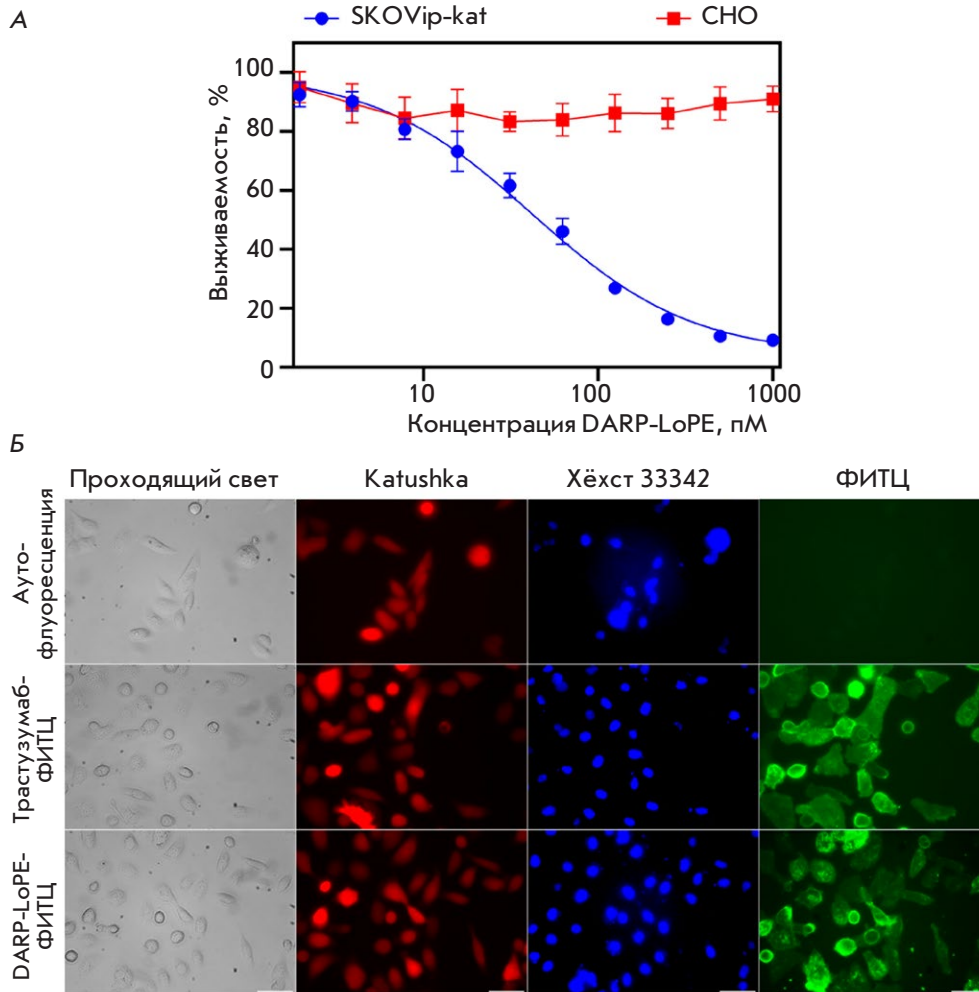 А
SKOVip-kat
CHO
Выживаемость, %
100
80
60
40
20
0
10
100
1000
Концентрация DARP-LoPE, пМ
Б
Проходящий свет
Katushka
Хёхст 33342
ФИТЦ
Ауто-
флуоресценция
Трастузумаб-
ФИТЦ
DARP-LoPE-
ФИТЦ